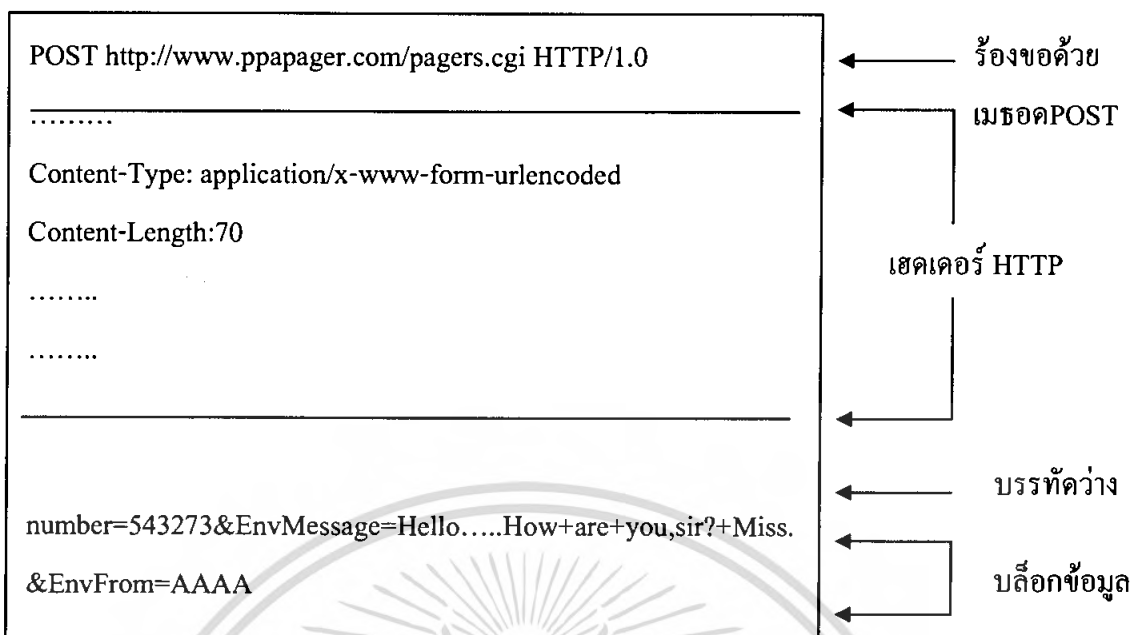 POST http://www.ppapager.com/pagers.cgi HTTP/1.0
ร้องขอด้วย
เมธอดPOST
………
Content-Type: application/x-www-form-urlencoded
Content-Length:70
เฮดเดอร์ HTTP
……..
……..
บรรทัดว่าง
number=543273&EnvMessage=Hello…..How+are+you,sir?+Miss.
&EnvFrom=AAAA
บล็อกข้อมูล